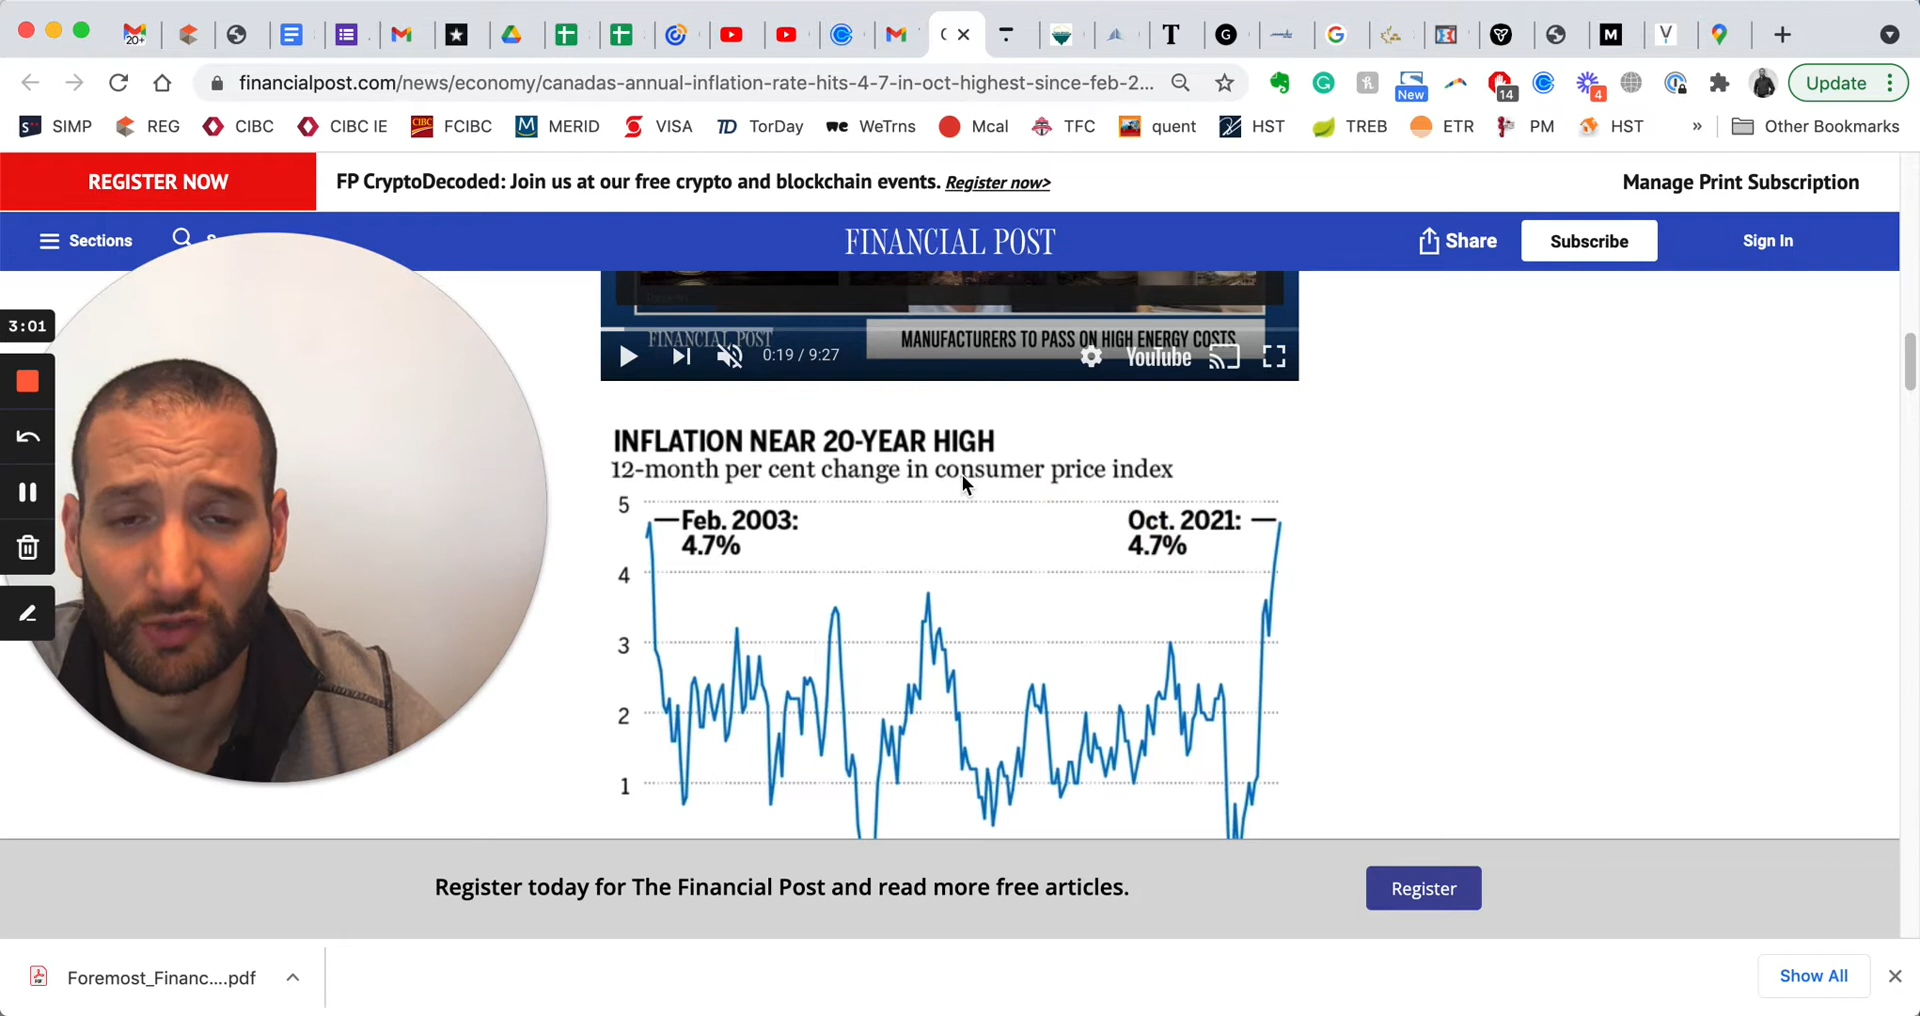 20+
financialpost.com/news/economy/canadas-annual-inflation-rate-hits-4-7-in-oct-highest-since-feb-2...
New
14
4
Update
SIMP
REG
CIBC
CIBC IE
FCIBC
MERID
VISA
TorDay
WeTrns
Mcal
TFC
quent
HST
TREB
ETR
PM
HST
»
Other Bookmarks
REGISTER NOW
FP CryptoDecoded: Join us at our free crypto and blockchain events. Register now>
Manage Print Subscription
Sections
FINANCIAL POST
Share
Subscribe
Sign In
3:01
FINANCIAL POST
MANUFACTURERS TO PASS ON HIGH ENERGY COSTS
0:19 / 9:27
YouTube
INFLATION NEAR 20-YEAR HIGH
12-month per cent change in consumer price index
5
Feb. 2003:
4.7%
Oct. 2021:
4.7%
4
3
2
1
Register today for The Financial Post and read more free articles.
Register
Foremost_Financ....pdf
Show All